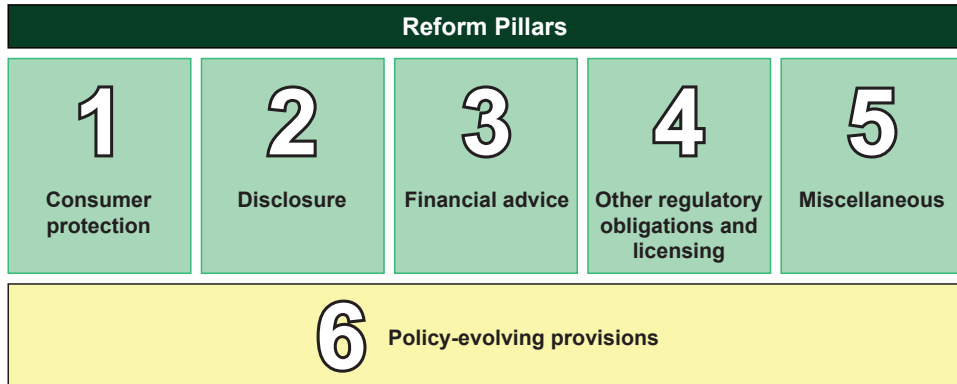 Reform Pillars
1
Consumer
protection
2
Disclosure
3
Financial advice
4
Other regulatory
obligations and
licensing
5
Miscellaneous
6
Policy-evolving provisions